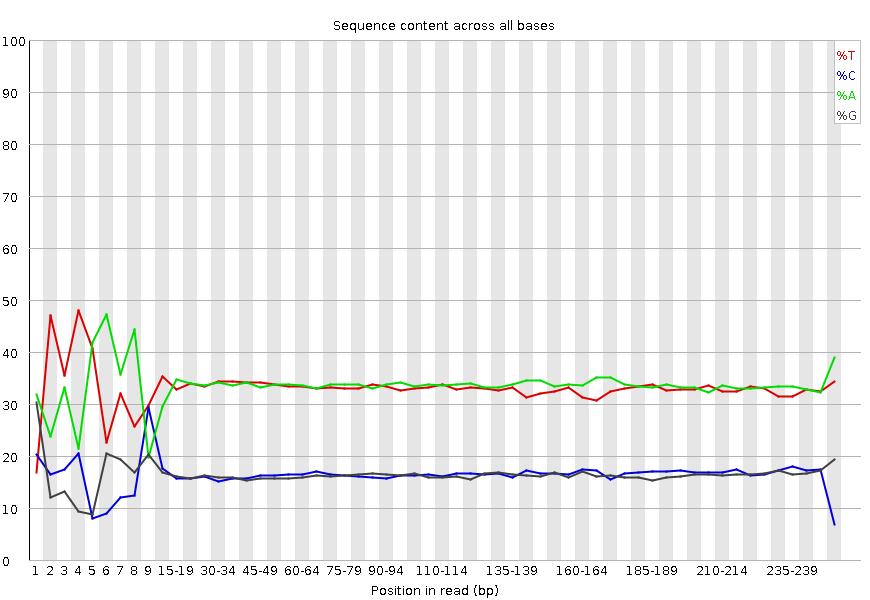 Sequence content across all bases
100
90
80
70
60
50
40
30
20
10
0
%T
%C
%A
%G
1 2 3 4 5 6 7 8 9 15-19 30-34 45-49 60-64 75-79 90-94 110-114 135-139 160-164 185-189 210-214 235-239
Position in read (bp)